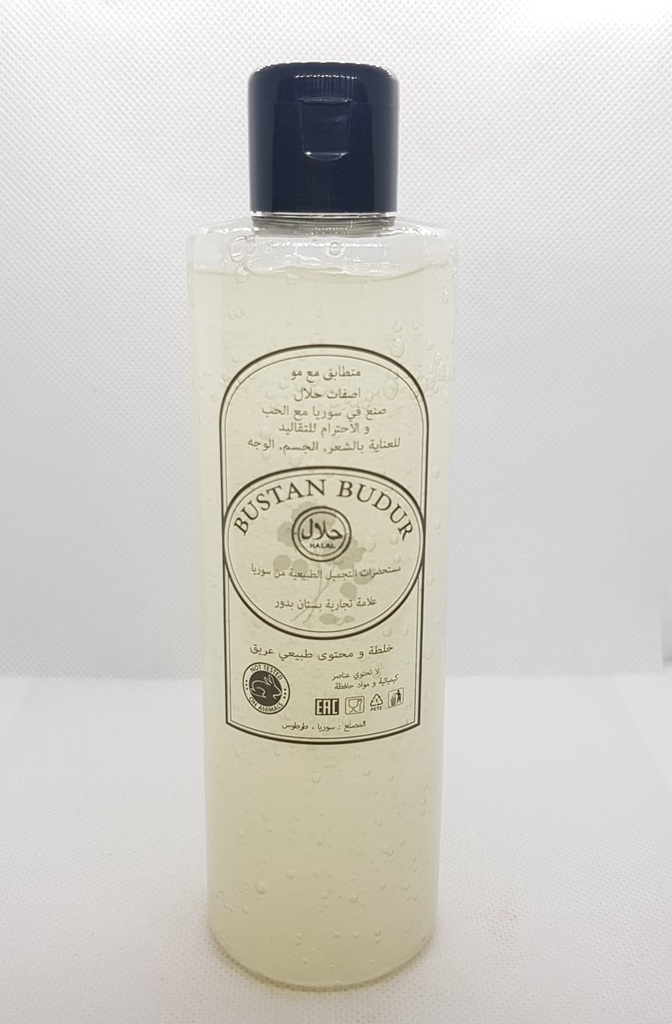 متطابق مع مو
اصفات حلال
صنع في سوريا مع الحب
و الاحترام للتقاليد
للعناية بالشعر, الجسم, الوجه
BUSTAN BUDUR
حلال
HALAL
مستحضرات التجميل الطبيعية من سوريا
علامة تجارية بستان بدور
خلطة و محتوى طبيعي عريق
NOT TESTED
ON ANIMALS
لا تحتوي عناصر
كيميائية و مواد حافظة
EAC
PETE
المصنع : سوريا ، طرطوس